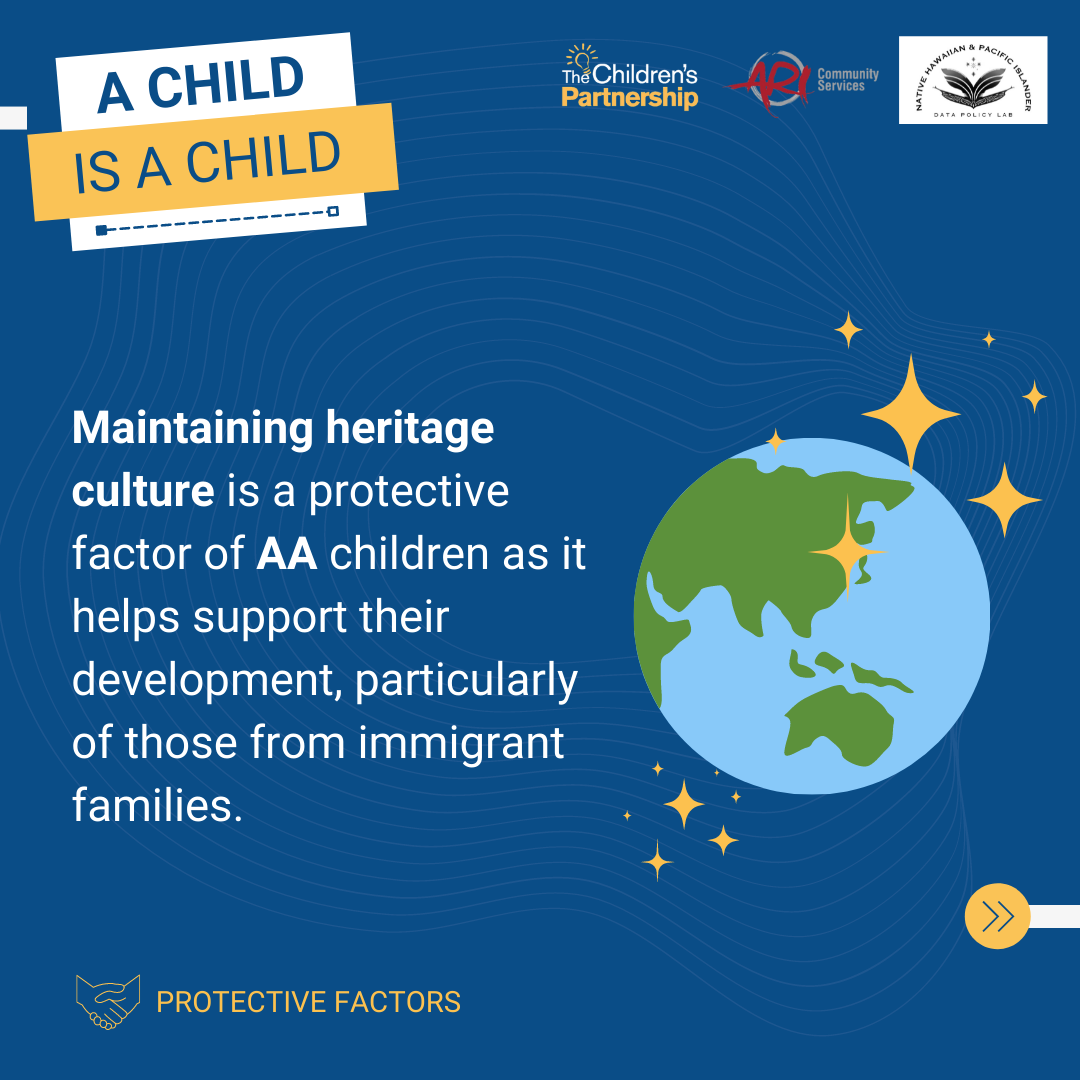 A CHILD
IS A CHILD
The Children's
Partnership
ARI Community
Services
NATIVE HAWAIIAN & PACIFIC ISLANDER
DATA POLICY LAB
Maintaining heritage
culture is a protective
factor of AA children as it
helps support their
development, particularly
of those from immigrant
families.
PROTECTIVE FACTORS